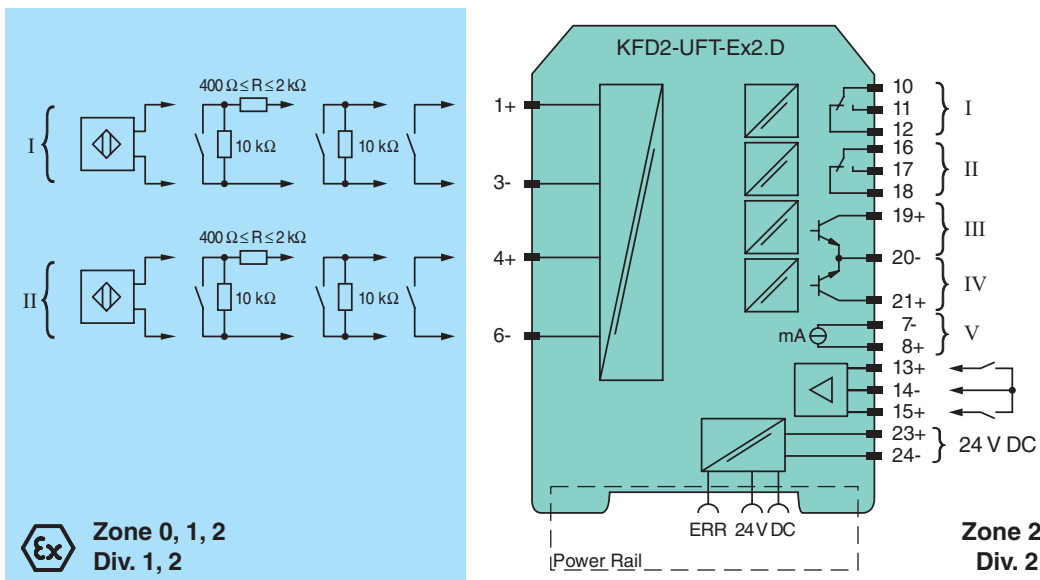 KFD2-UFT-Ex2.D
400 Ω ≤ R ≤ 2 kΩ
I
10 kΩ
10 kΩ
400 Ω ≤ R ≤ 2 kΩ
II
10 kΩ
10 kΩ
1+
3-
4+
6-
10
11
12
I
16
17
18
II
19+
III
20-
IV
21+
mA
7-
8+
V
13+
14-
15+
23+
24-
24 V DC
ERR 24 V DC
Power Rail
Ex
Zone 0, 1, 2
Div. 1, 2
Zone 2
Div. 2